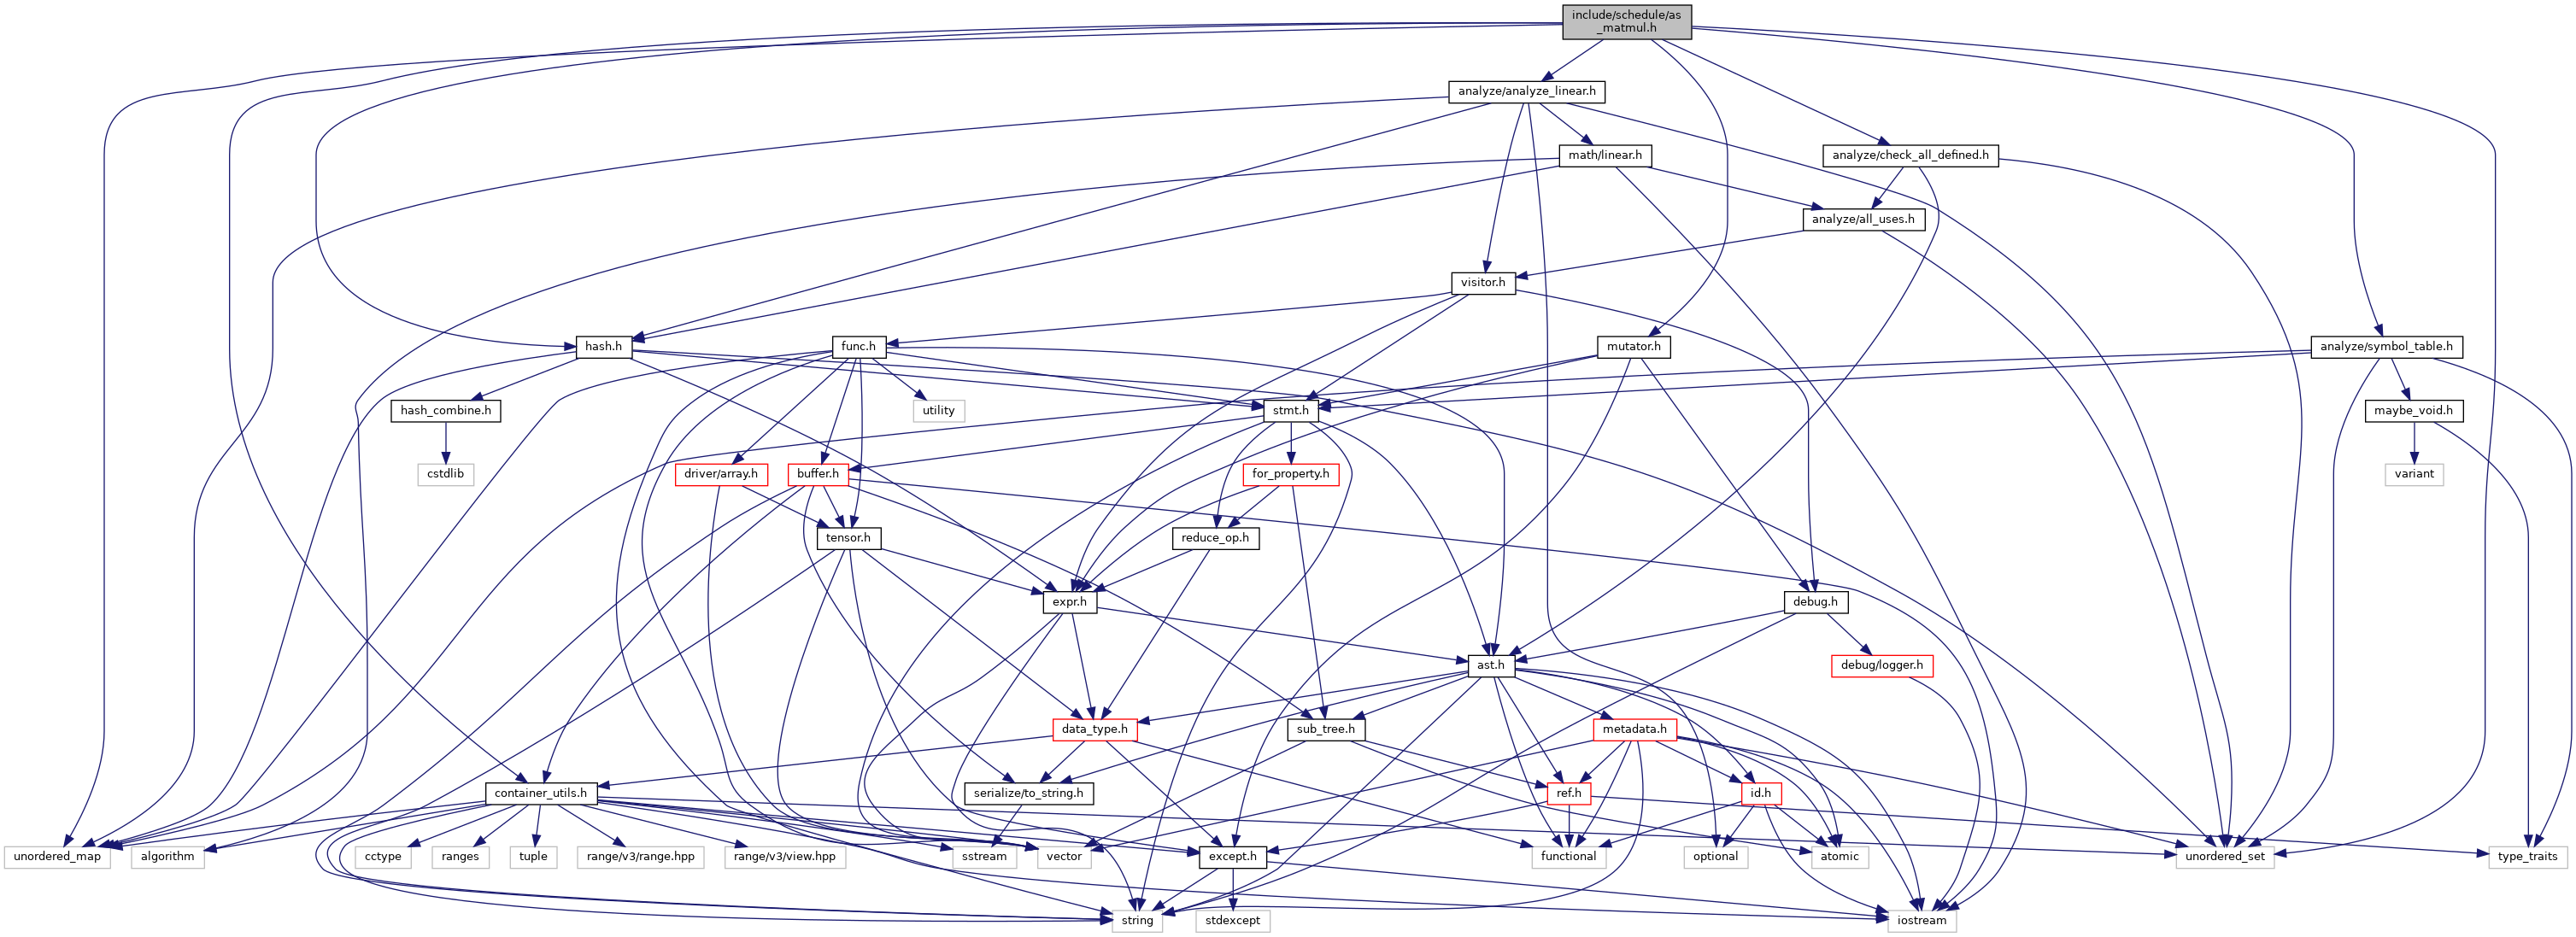 include/schedule/as
_matmul.h
analyze/analyze_linear.h
math/linear.h
analyze/check_all_defined.h
analyze/all_uses.h
visitor.h
hash.h
func.h
mutator.h
analyze/symbol_table.h
hash_combine.h
utility
stmt.h
maybe_void.h
cstdlib
driver/array.h
buffer.h
for_property.h
variant
tensor.h
reduce_op.h
expr.h
debug.h
ast.h
debug/logger.h
data_type.h
sub_tree.h
metadata.h
container_utils.h
serialize/to_string.h
ref.h
id.h
unordered_map
algorithm
cctype
ranges
tuple
range/v3/range.hpp
range/v3/view.hpp
sstream
vector
except.h
functional
optional
atomic
unordered_set
type_traits
string
stdexcept
iostream